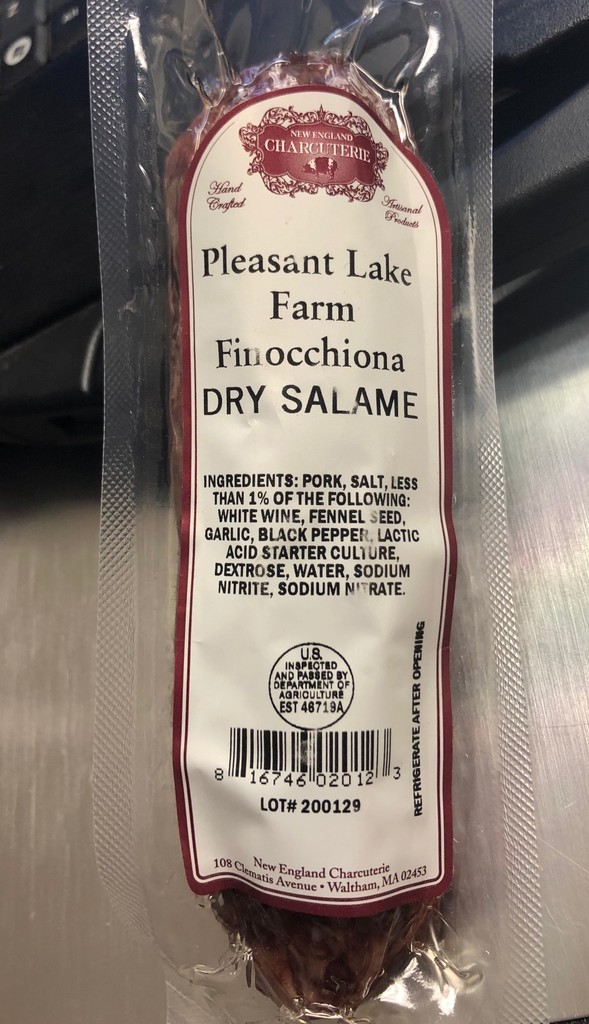 NEW ENGLAND
CHARCUTERIE
Hand
Crafted
Artisanal
Products
Pleasant Lake
Farm
Finocchiona
DRY SALAME
INGREDIENTS: PORK, SALT, LESS
THAN 1% OF THE FOLLOWING:
WHITE WINE, FENNEL SEED,
GARLIC, BLACK PEPPER, LACTIC
ACID STARTER CULTURE,
DEXTROSE, WATER, SODIUM
NITRITE, SODIUM NITRATE.
U.S.
INSPECTED
AND PASSED BY
DEPARTMENT OF
AGRICULTURE
EST 46719A
REFRIGERATE AFTER OPENING
8 16746 02012 3
LOT# 200129
New England Charcuterie
108 Clematis Avenue • Waltham, MA 02453